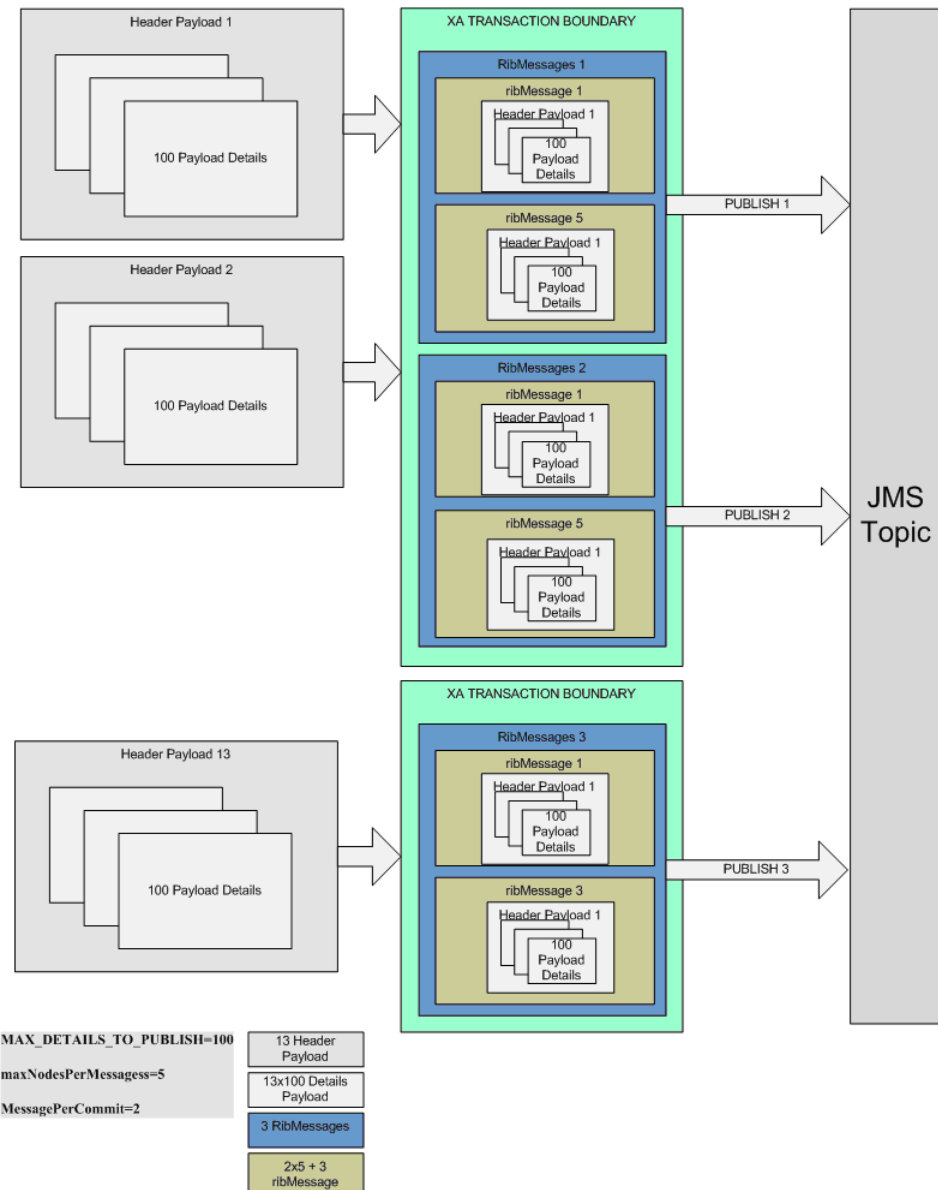 Header Payload 1
100 Payload Details
Header Payload 2
100 Payload Details
Header Payload 13
100 Payload Details
XA TRANSACTION BOUNDARY
RibMessages 1
ribMessage 1
Header Payload 1
100
Payload
Details
ribMessage 5
Header Payload 1
100
Payload
Details
RibMessages 2
ribMessage 1
Header Payload 1
100
Payload
Details
ribMessage 5
Header Payload 1
100
Payload
Details
XA TRANSACTION BOUNDARY
RibMessages 3
ribMessage 1
Header Payload 1
100
Payload
Details
ribMessage 3
Header Payload 1
100
Payload
Details
PUBLISH 1
PUBLISH 2
PUBLISH 3
JMS
Topic
MAX_DETAILS_TO_PUBLISH=100
maxNodesPerMessagess=5
MessagePerCommit=2
13 Header
Payload
13x100 Details
Payload
3 RibMessages
2x5 + 3
ribMessage